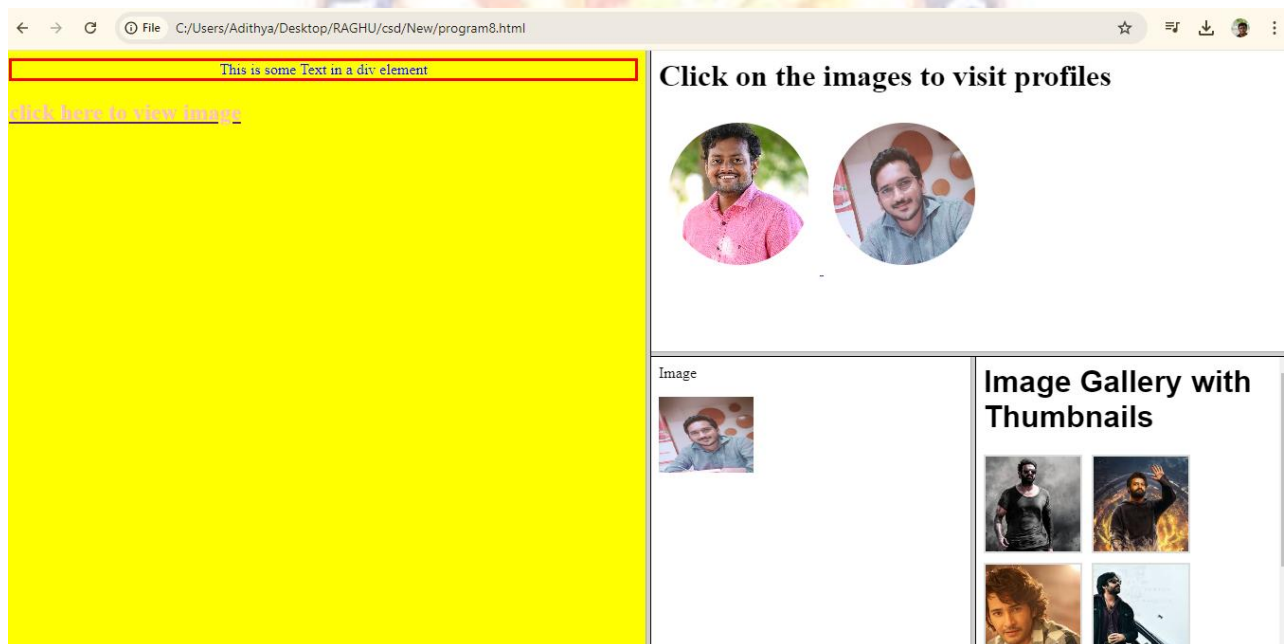 File C:/Users/Adithya/Desktop/RAGHU/csd/New/program8.html
This is some Text in a div element
click here to view image
Click on the images to visit profiles
Image
Image Gallery with
Thumbnails